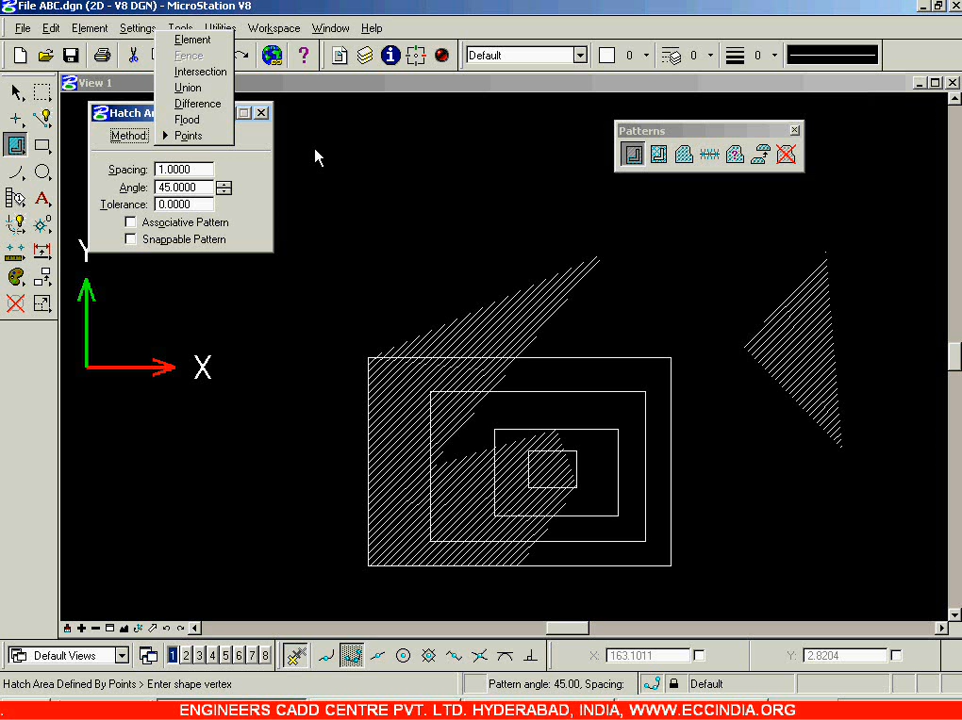 File ABC.dgn (2D - V8 DGN) - MicroStation V8
File Edit Element Settings Tools Utilities Workspace Window Help
Element
Fence
Intersection
Union
Difference
Flood
Points
Default
0
0
0
View 1
Hatch Ar
Method:
Spacing: 1.0000
Angle: 45.0000
Tolerance: 0.0000
Associative Pattern
Snappable Pattern
Patterns
Y
X
Default Views
1 2 3 4 5 6 7 8
X: 163.1011
Y: 2.8204
Hatch Area Defined By Points > Enter shape vertex
Pattern angle: 45.00, Spacing:
Default
ENGINEERS CADD CENTRE PVT. LTD. HYDERABAD, INDIA, WWW.ECCINDIA.ORG